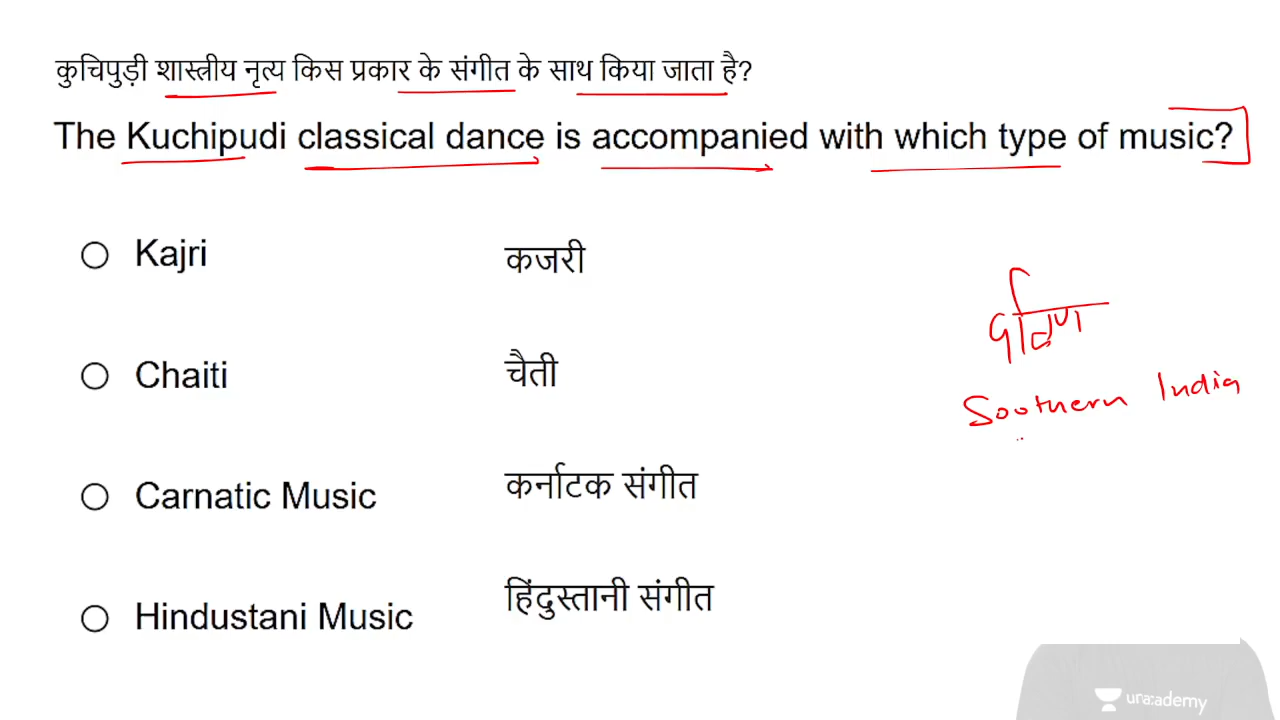 कुचिपुड़ी शास्त्रीय नृत्य किस प्रकार के संगीत के साथ किया जाता है?
The Kuchipudi classical dance is accompanied with which type of music?
Kajri कजरी
Chaiti चैती
Carnatic Music कर्नाटक संगीत
Hindustani Music हिंदुस्तानी संगीत
Soothern India